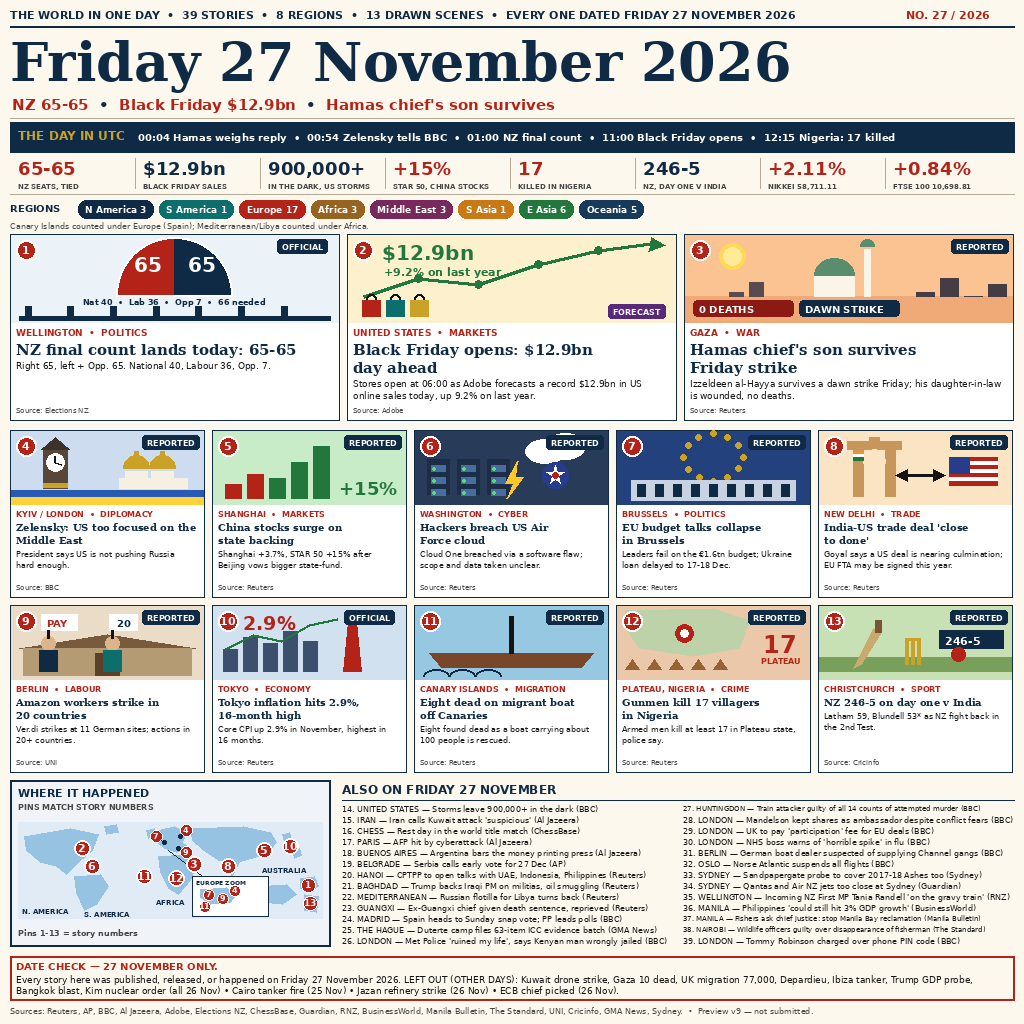 THE WORLD IN ONE DAY • 39 STORIES • 8 REGIONS • 13 DRAWN SCENES • EVERY ONE DATED FRIDAY 27 NOVEMBER 2026
NO. 27 / 2026
Friday 27 November 2026
NZ 65-65 • Black Friday $12.9bn • Hamas chief's son survives
THE DAY IN UTC 00:04 Hamas weighs reply • 00:54 Zelensky tells BBC • 01:00 NZ final count • 11:00 Black Friday opens • 12:15 Nigeria: 17 killed
65-65
NZ SEATS, TIED
$12.9bn
BLACK FRIDAY SALES
900,000+
IN THE DARK, US STORMS
+15%
STAR 50, CHINA STOCKS
17
KILLED IN NIGERIA
246-5
NZ, DAY ONE V INDIA
+2.11%
NIKKEI 58,711.11
+0.84%
FTSE 100 10,698.81
REGIONS N America 3 S America 1 Europe 17 Africa 3 Middle East 3 S Asia 1 E Asia 6 Oceania 5
Canary Islands counted under Europe (Spain); Mediterranean/Libya counted under Africa.
1
OFFICIAL
65 65
Nat 40 • Lab 36 • Opp 7 • 66 needed
WELLINGTON • POLITICS
NZ final count lands today: 65-65
Right 65, left + Opp. 65. National 40, Labour 36, Opp. 7.
Source: Elections NZ
2
$12.9bn
+9.2% on last year
FORECAST
UNITED STATES • MARKETS
Black Friday opens: $12.9bn
day ahead
Stores open at 06:00 as Adobe forecasts a record $12.9bn in US
online sales today, up 9.2% on last year.
Source: Adobe
3
REPORTED
0 DEATHS
DAWN STRIKE
GAZA • WAR
Hamas chief's son survives
Friday strike
Izzeldeen al-Hayya survives a dawn strike Friday; his daughter-in-law
is wounded, no deaths.
Source: Reuters
4
REPORTED
KYIV / LONDON • DIPLOMACY
Zelensky: US too focused on the
Middle East
President says US is not pushing Russia
hard enough.
Source: BBC
5
REPORTED
+15%
SHANGHAI • MARKETS
China stocks surge on
state backing
Shanghai +3.7%, STAR 50 +15% after
Beijing vows bigger state-fund.
Source: Reuters
6
REPORTED
WASHINGTON • CYBER
Hackers breach US Air
Force cloud
Cloud One breached via a software flaw;
scope and data taken unclear.
Source: Reuters
7
REPORTED
BRUSSELS • POLITICS
EU budget talks collapse
in Brussels
Leaders fail on the €1.6tn budget; Ukraine
loan delayed to 17-18 Dec.
Source: Reuters
8
REPORTED
NEW DELHI • TRADE
India-US trade deal 'close
to done'
Goyal says a US deal is nearing culmination;
EU FTA may be signed this year.
Source: Reuters
9
PAY
20
REPORTED
BERLIN • LABOUR
Amazon workers strike in
20 countries
Ver.di strikes at 11 German sites; actions in
20+ countries.
Source: UNI
10
2.9%
OFFICIAL
TOKYO • ECONOMY
Tokyo inflation hits 2.9%,
16-month high
Core CPI up 2.9% in November, highest in
16 months.
Source: Reuters
11
REPORTED
CANARY ISLANDS • MIGRATION
Eight dead on migrant boat
off Canaries
Eight found dead as a boat carrying about
100 people is rescued.
Source: Reuters
12
REPORTED
17
PLATEAU
PLATEAU, NIGERIA • CRIME
Gunmen kill 17 villagers
in Nigeria
Armed men kill at least 17 in Plateau state,
police say.
Source: Reuters
13
REPORTED
246-5
CHRISTCHURCH • SPORT
NZ 246-5 on day one v India
Latham 59, Blundell 53* as NZ fight back in
the 2nd Test.
Source: Cricinfo
WHERE IT HAPPENED
PINS MATCH STORY NUMBERS
2
6
7
4
9
3
11
12
8
5
10
1
13
AUSTRALIA
AFRICA
N. AMERICA
S. AMERICA
EUROPE ZOOM
7
4
9
11
Pins 1-13 = story numbers
ALSO ON FRIDAY 27 NOVEMBER
14. UNITED STATES — Storms leave 900,000+ in the dark (BBC)
15. IRAN — Iran calls Kuwait attack 'suspicious' (Al Jazeera)
16. CHESS — Rest day in the world title match (ChessBase)
17. PARIS — AFP hit by cyberattack (Al Jazeera)
18. BUENOS AIRES — Argentina bars the money printing press (Al Jazeera)
19. BELGRADE — Serbia calls early vote for 27 Dec (AP)
20. HANOI — CPTPP to open talks with UAE, Indonesia, Philippines (Reuters)
21. BAGHDAD — Trump backs Iraqi PM on militias, oil smuggling (Reuters)
22. MEDITERRANEAN — Russian flotilla for Libya turns back (Reuters)
23. GUANGXI — Ex-military chief given death sentence, reprieved (Reuters)
24. MADRID — Spain heads to Sunday snap vote; PP leads polls (BBC)
25. THE HAGUE — Duterte camp files 63-item ICC evidence batch (GMA News)
26. LONDON — Met Police 'ruined my life', says Kenyan man wrongly jailed (BBC)
27. HUNTINGDON — Train attacker guilty of all 14 counts of attempted murder (BBC)
28. LONDON — Mandelson kept shares as ambassador despite conflict fears (BBC)
29. LONDON — UK to pay 'participation' fee for EU deals (BBC)
30. LONDON — NHS boss warns of 'horrible spike' in flu (BBC)
31. BERLIN — German boat dealer suspected of supplying Channel gangs (BBC)
32. OSLO — Norse Atlantic suspends all flights (BBC)
33. SYDNEY — Sandpapergate probe to cover 2017-18 Ashes too (Sydney)
34. SYDNEY — Qantas and Air NZ jets too close at Sydney (Guardian)
35. WELLINGTON — Incoming NZ First MP Tania Randell 'on the gravy train' (RNZ)
36. MANILA — Philippines 'could still hit 3% GDP growth' (BusinessWorld)
37. MANILA — Fishers ask chief justice: stop Manila Bay reclamation (Manila Bulletin)
38. NAIROBI — Wildlife officers guilty over disappearance of fisherman (The Standard)
39. LONDON — Tommy Robinson charged over phone PIN code (BBC)
DATE CHECK — 27 NOVEMBER ONLY.
Every story here was published, released, or happened on Friday 27 November 2026. LEFT OUT (OTHER DAYS): Kuwait drone strike, Gaza 10 dead, UK migration 77,000, Depardieu, Ibiza tanker, Trump GDP probe,
Bangkok blast, Kim nuclear order (all 26 Nov) • Cairo tanker fire (25 Nov) • Jazan refinery strike (26 Nov) • ECB chief picked (26 Nov).
Sources: Reuters, AP, BBC, Al Jazeera, Adobe, Elections NZ, ChessBase, Guardian, RNZ, BusinessWorld, Manila Bulletin, The Standard, UNI, Cricinfo, GMA News, Sydney. • Preview v9 — not submitted.